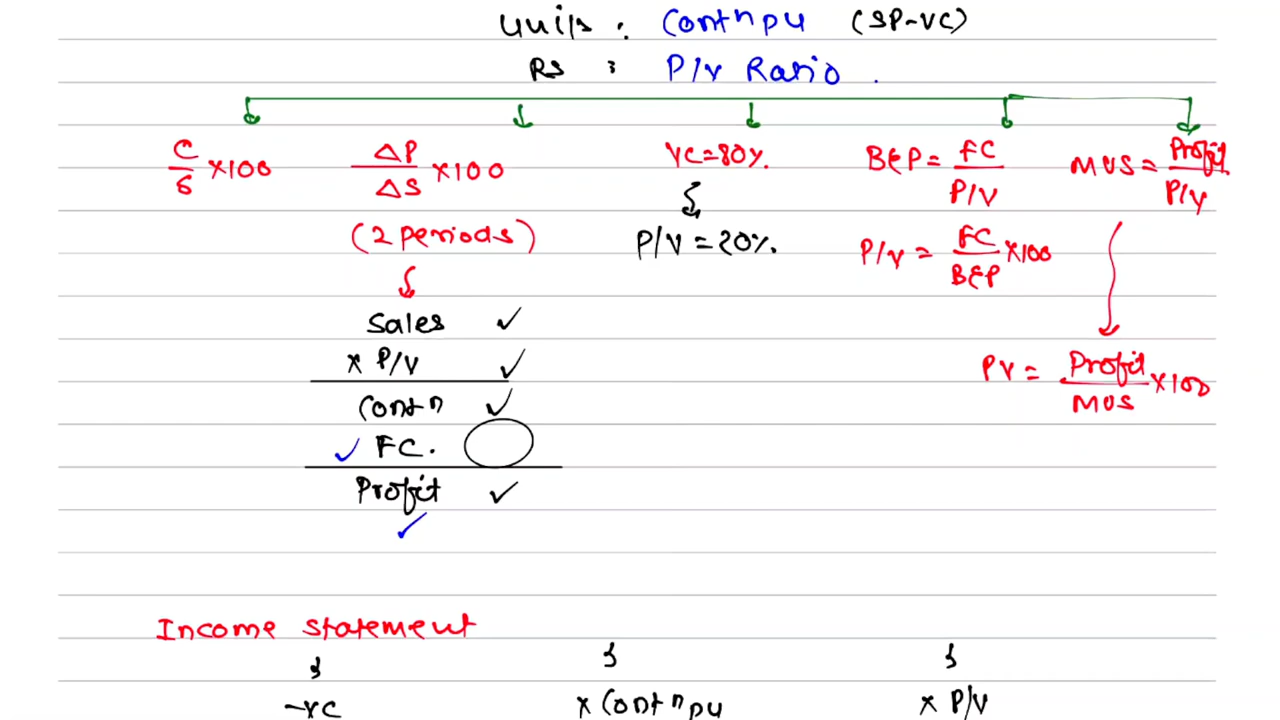 Units : Contn pu (SP-VC)
RS : P/V Ratio .
C/S ×100
ΔP/ΔS ×100
(2 Periods)
Sales ✓
× P/V ✓
Contn ✓
✓ FC.
Profit ✓
✓
VC=80%.
P/V = 20%.
BEP = FC/P/V
P/V = FC/BEP ×100
MOS = Profit/P/V
PV = Profit/MOS ×100
Income statement
-VC
× Contn pu
× P/V